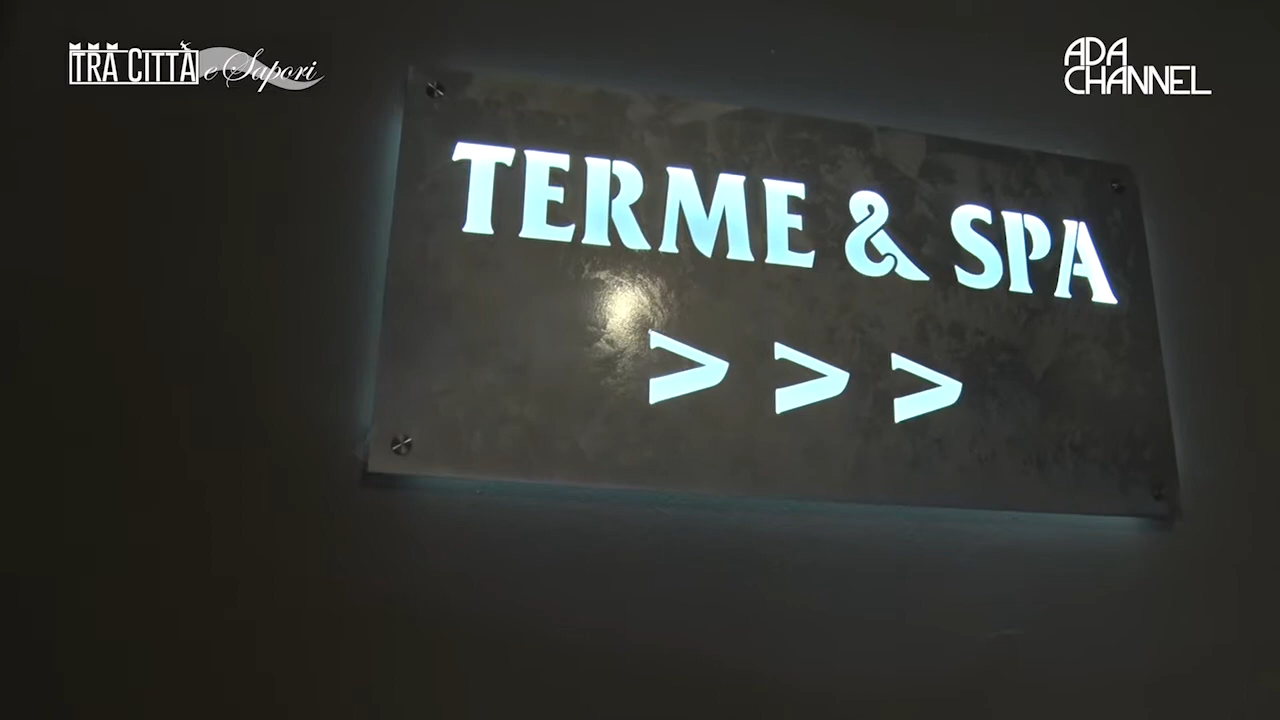 TRA CITTÀ e Sapori
ADA
CHANNEL
TERME & SPA
> > >